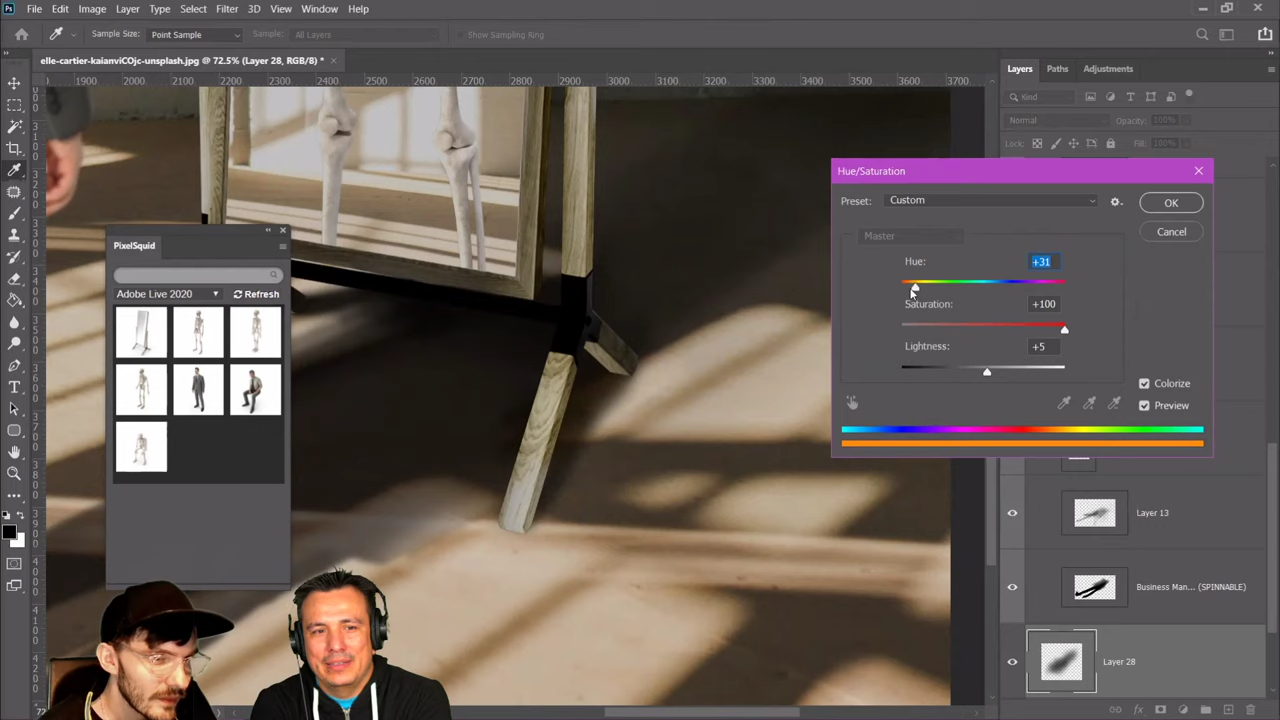 Ps File Edit Image Layer Type Select Filter 3D View Window Help
Sample Size: Point Sample Sample: All Layers Show Sampling Ring
elle-cartier-kaianviCOjc-unsplash.jpg @ 72.5% (Layer 28, RGB/8) * ×
1900 2000 2100 2200 2300 2400 2500 2600 2700 2800 2900 3000 3100 3200 3300 3400 3500 3600 3700
Layers Paths Adjustments
Kind
Normal Opacity: 100%
Lock: Fill: 100%
Hue/Saturation
Preset: Custom OK
Cancel
Master
Hue: +31
Saturation: +100
Lightness: +5
Colorize
Preview
PixelSquid
Adobe Live 2020 Refresh
Layer 13
Business Man... (SPINNABLE)
Layer 28
72